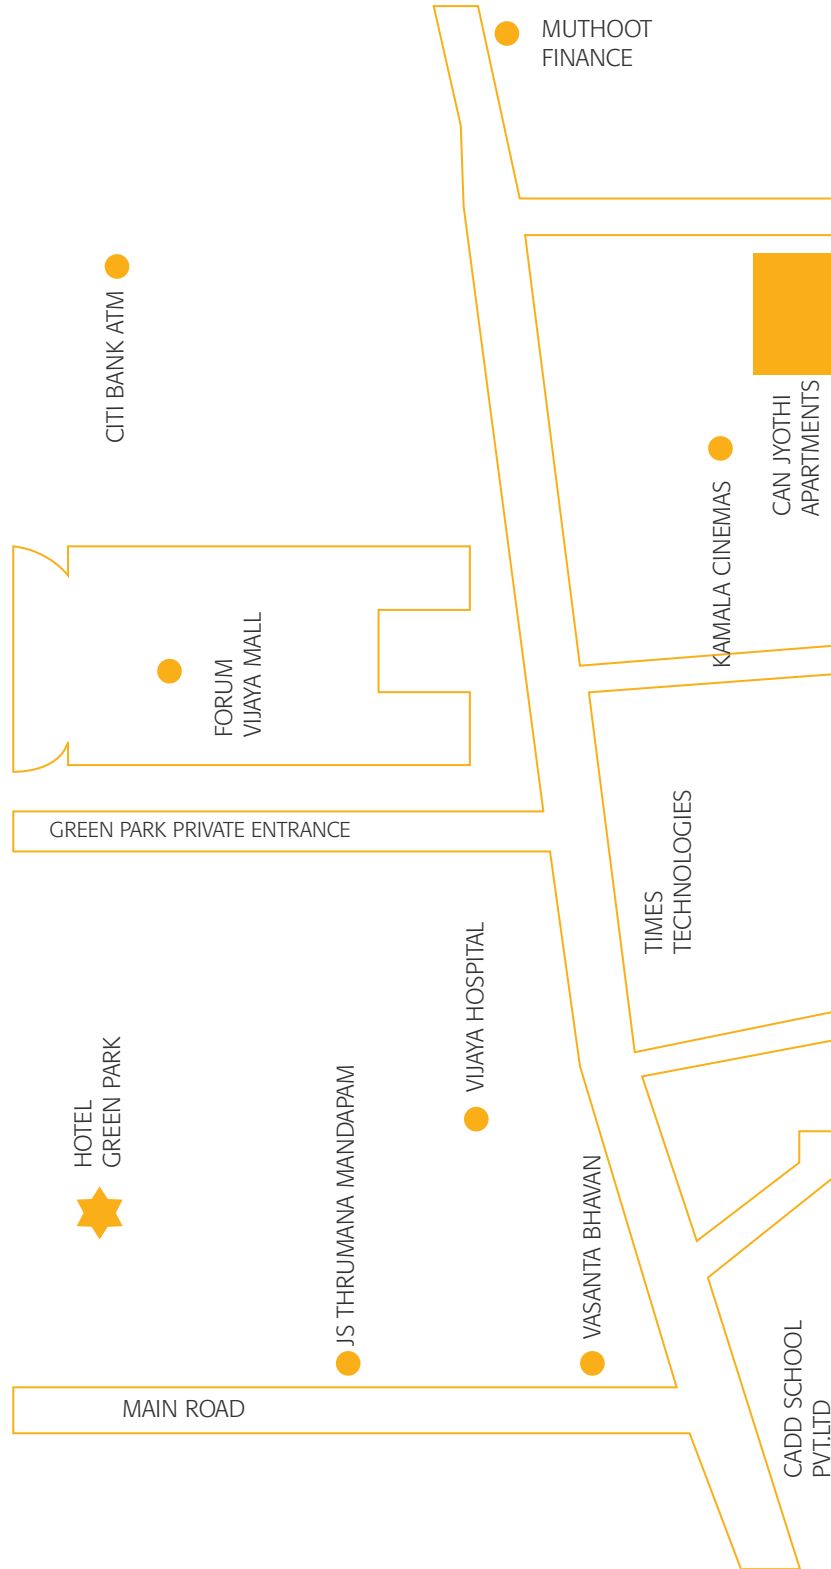 MUTHOOT
FINANCE
CITI BANK ATM
CAN JYOTHI
APARTMENTS
KAMALA CINEMAS
FORUM
VIJAYA MALL
GREEN PARK PRIVATE ENTRANCE
TIMES
TECHNOLOGIES
VIJAYA HOSPITAL
HOTEL
GREEN PARK
JS THRUMANA MANDAPAM
VASANTA BHAVAN
MAIN ROAD
CADD SCHOOL
PVT.LTD